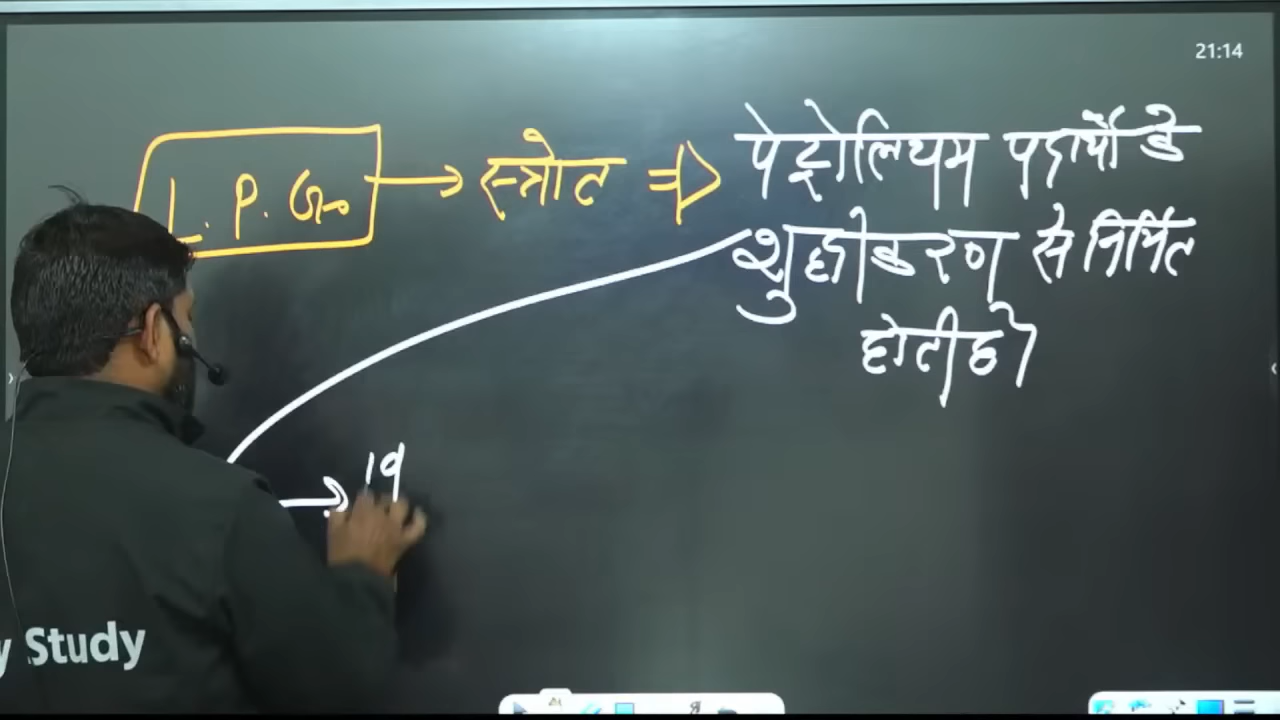 21:14
L. P. G. → स्त्रोत ⇒ पेट्रोलियम पदार्थो के
शुद्धीकरण से निर्मित
होती है
→ 19
y Study